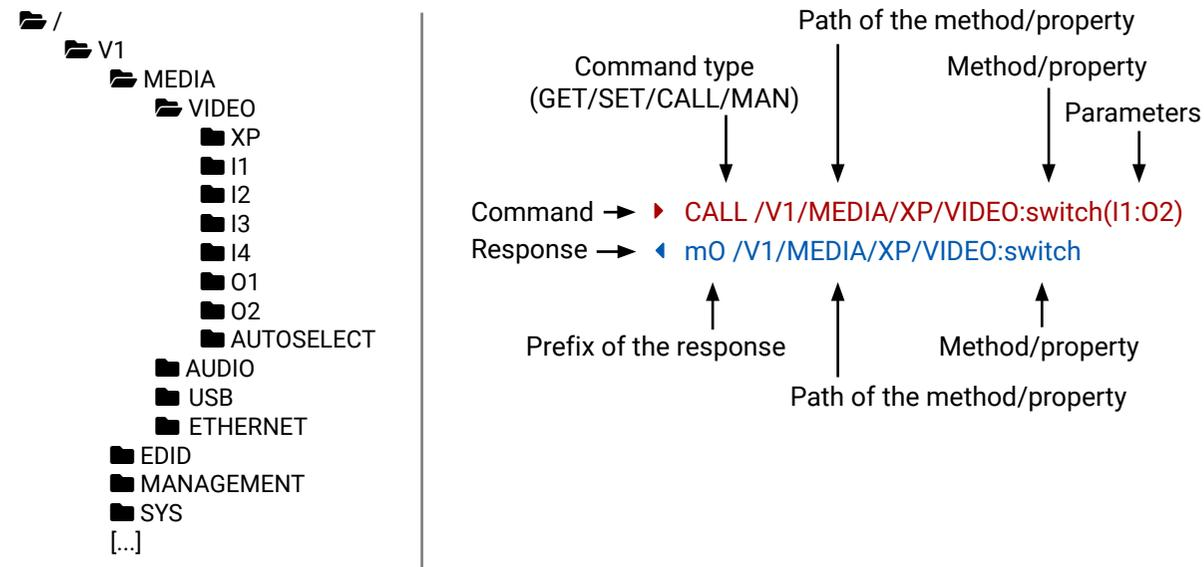 /
V1
MEDIA
VIDEO
XP
I1
I2
I3
I4
O1
O2
AUTOSELECT
AUDIO
USB
ETHERNET
EDID
MANAGEMENT
SYS
[...]
Path of the method/property
Command type
(GET/SET/CALL/MAN)
Method/property
Parameters
Command
CALL /V1/MEDIA/XP/VIDEO:switch(I1:O2)
Response
mO /V1/MEDIA/XP/VIDEO:switch
Prefix of the response
Method/property
Path of the method/property